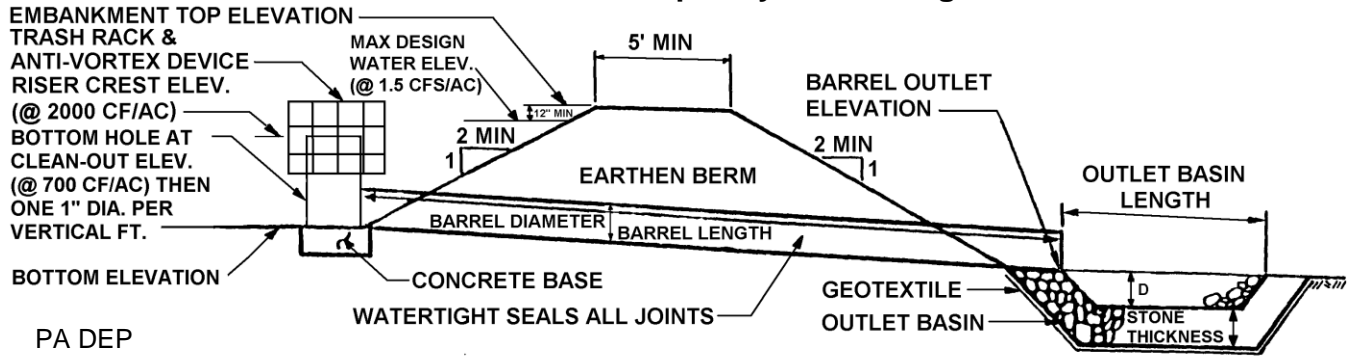 EMBANKMENT TOP ELEVATION
TRASH RACK &
ANTI-VORTEX DEVICE
RISER CREST ELEV.
(@ 2000 CF/AC)
BOTTOM HOLE AT
CLEAN-OUT ELEV.
(@ 700 CF/AC) THEN
ONE 1" DIA. PER
VERTICAL FT.
BOTTOM ELEVATION
PA DEP
MAX DESIGN
WATER ELEV.
(@ 1.5 CFS/AC)
12" MIN
5' MIN
2 MIN
1
2 MIN
1
EARTHEN BERM
BARREL DIAMETER
BARREL LENGTH
CONCRETE BASE
WATERTIGHT SEALS ALL JOINTS
BARREL OUTLET
ELEVATION
OUTLET BASIN
LENGTH
GEOTEXTILE
OUTLET BASIN
D
STONE
THICKNESS